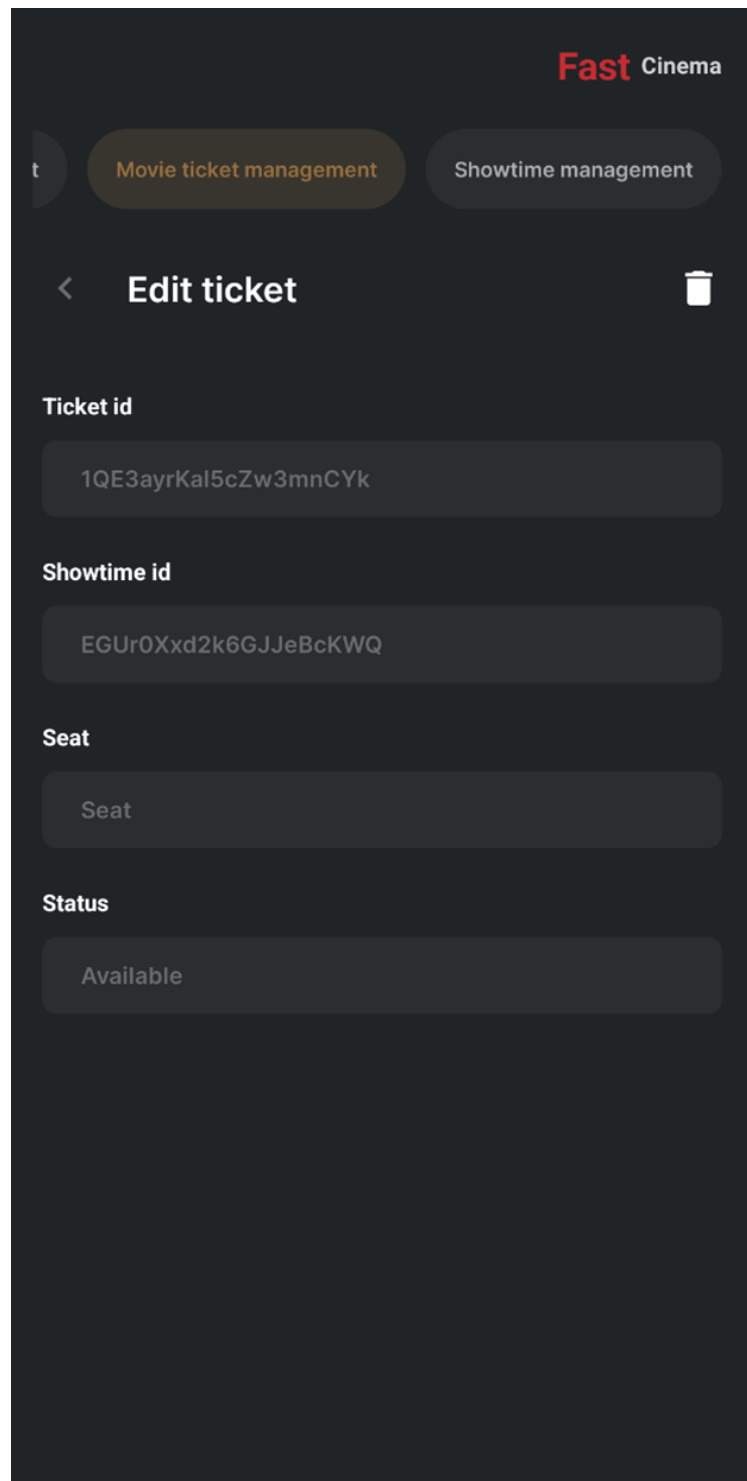 Fast Cinema
t
Movie ticket management
Showtime management
Edit ticket
Ticket id
1QE3ayrKal5cZw3mnCYk
Showtime id
EGUr0Xxd2k6GJJeBcKWQ
Seat
Seat
Status
Available